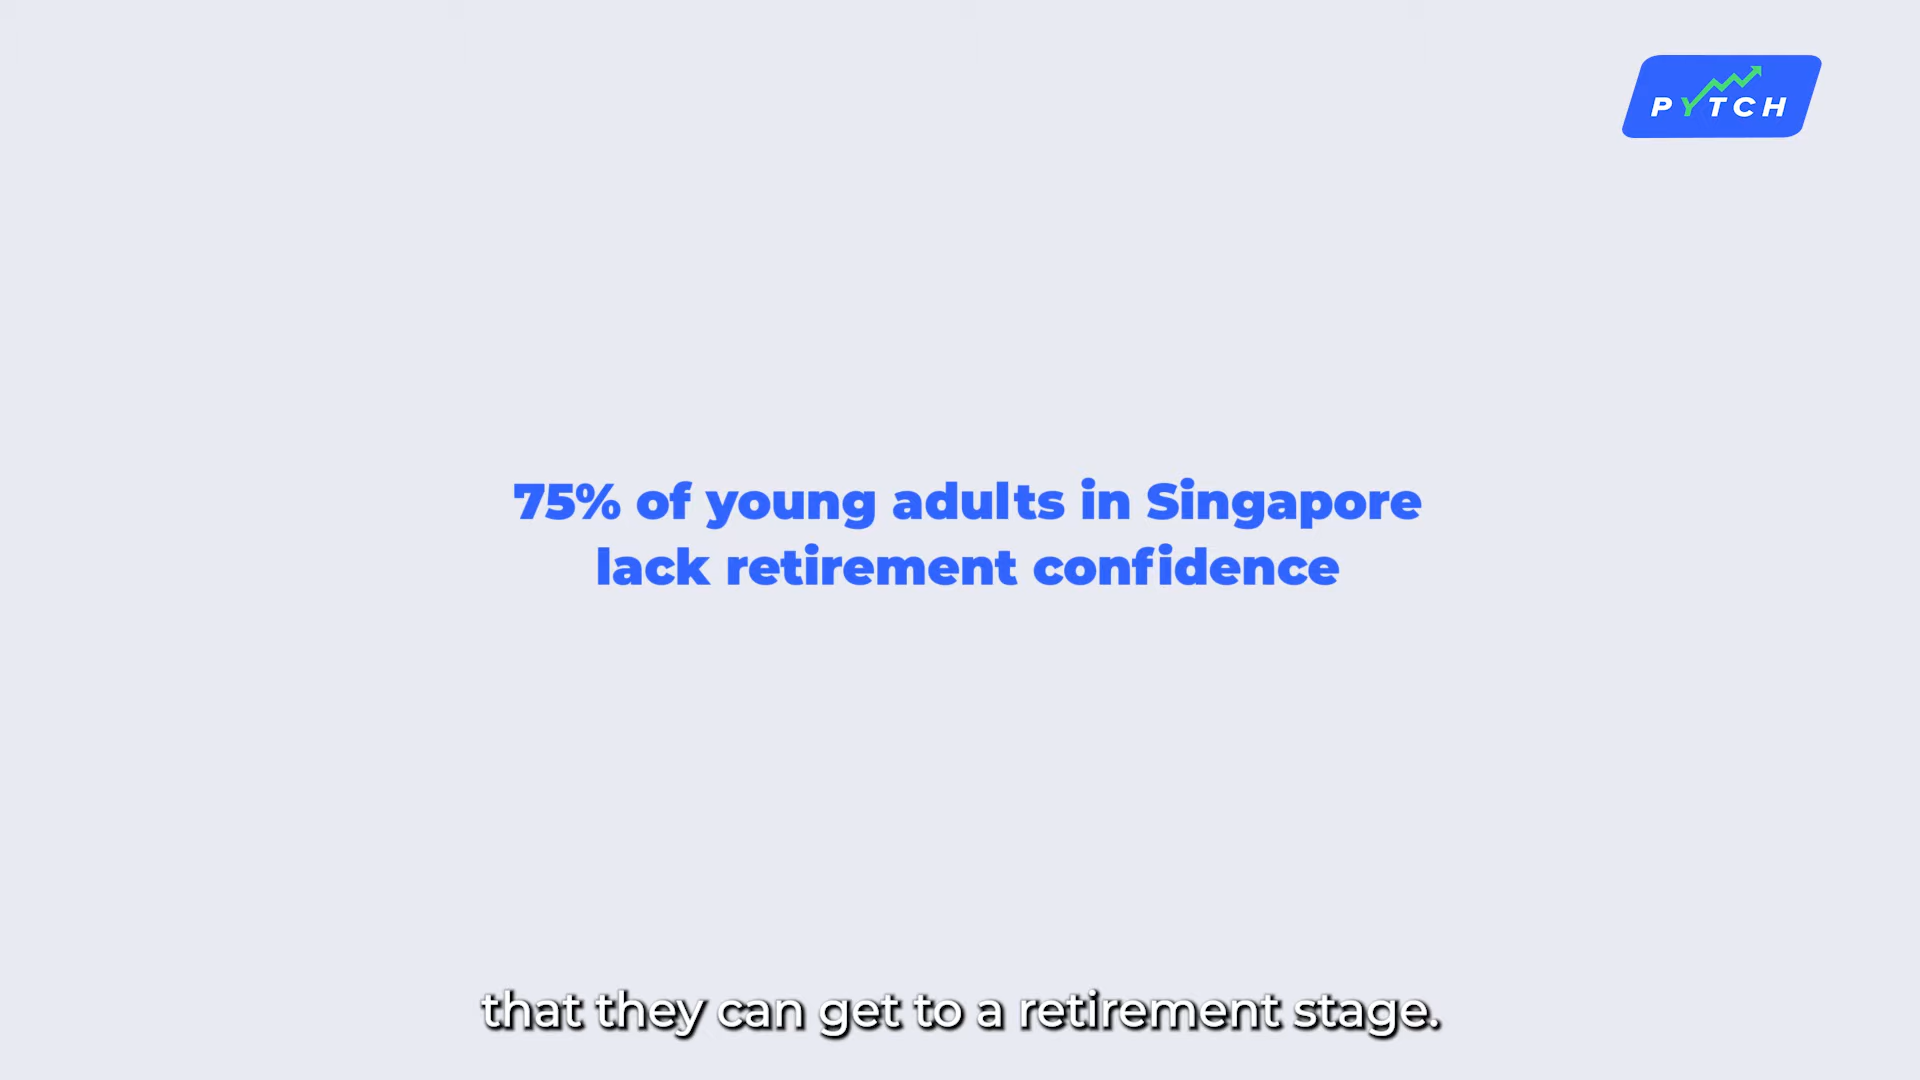 PYTCH
75% of young adults in Singapore
lack retirement confidence
that they can get to a retirement stage.